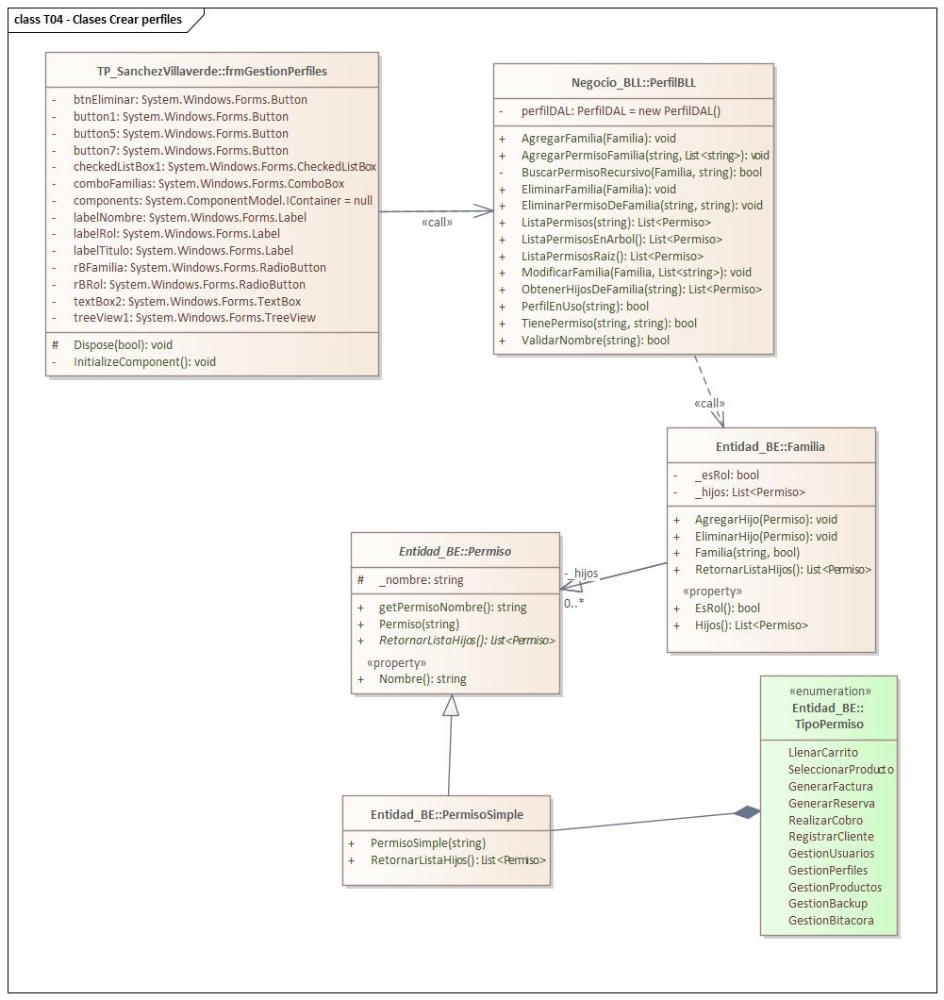 class T04 - Clases Crear perfiles
TP_SanchezVillaverde::frmGestionPerfiles
- btnEliminar: System.Windows.Forms.Button
- button1: System.Windows.Forms.Button
- button5: System.Windows.Forms.Button
- button7: System.Windows.Forms.Button
- checkedListBox1: System.Windows.Forms.CheckedListBox
- comboFamilias: System.Windows.Forms.ComboBox
- components: System.ComponentModel.IContainer = null
- labelNombre: System.Windows.Forms.Label
- labelRol: System.Windows.Forms.Label
- labelTitulo: System.Windows.Forms.Label
- rBFamilia: System.Windows.Forms.RadioButton
- rBRol: System.Windows.Forms.RadioButton
- textBox2: System.Windows.Forms.TextBox
- treeView1: System.Windows.Forms.TreeView
# Dispose(bool): void
- InitializeComponent(): void
«call»
Negocio_BLL::PerfilBLL
- perfilDAL: PerfilDAL = new PerfilDAL()
+ AgregarFamilia(Familia): void
+ AgregarPermisoFamilia(string, List<string>): void
- BuscarPermisoRecursivo(Familia, string): bool
+ EliminarFamilia(Familia): void
+ EliminarPermisoDeFamilia(string, string): void
+ ListaPermisos(string): List<Permiso>
+ ListaPermisosEnArbol(): List<Permiso>
+ ListaPermisosRaiz(): List<Permiso>
+ ModificarFamilia(Familia, List<string>): void
+ ObtenerHijosDeFamilia(string): List<Permiso>
+ PerfilEnUso(string): bool
+ TienePermiso(string, string): bool
+ ValidarNombre(string): bool
«call»
Entidad_BE::Familia
- _esRol: bool
- _hijos: List<Permiso>
+ AgregarHijo(Permiso): void
+ EliminarHijo(Permiso): void
+ Familia(string, bool)
+ RetornarListaHijos(): List<Permiso>
«property»
+ EsRol(): bool
+ Hijos(): List<Permiso>
Entidad_BE::Permiso
# _nombre: string
+ getPermisoNombre(): string
+ Permiso(string)
+ RetornarListaHijos(): List<Permiso>
«property»
+ Nombre(): string
-_hijos
0..*
Entidad_BE::PermisoSimple
+ PermisoSimple(string)
+ RetornarListaHijos(): List<Permiso>
«enumeration»
Entidad_BE::
TipoPermiso
LlenarCarrito
SeleccionarProducto
GenerarFactura
GenerarReserva
RealizarCobro
RegistrarCliente
GestionUsuarios
GestionPerfiles
GestionProductos
GestionBackup
GestionBitacora